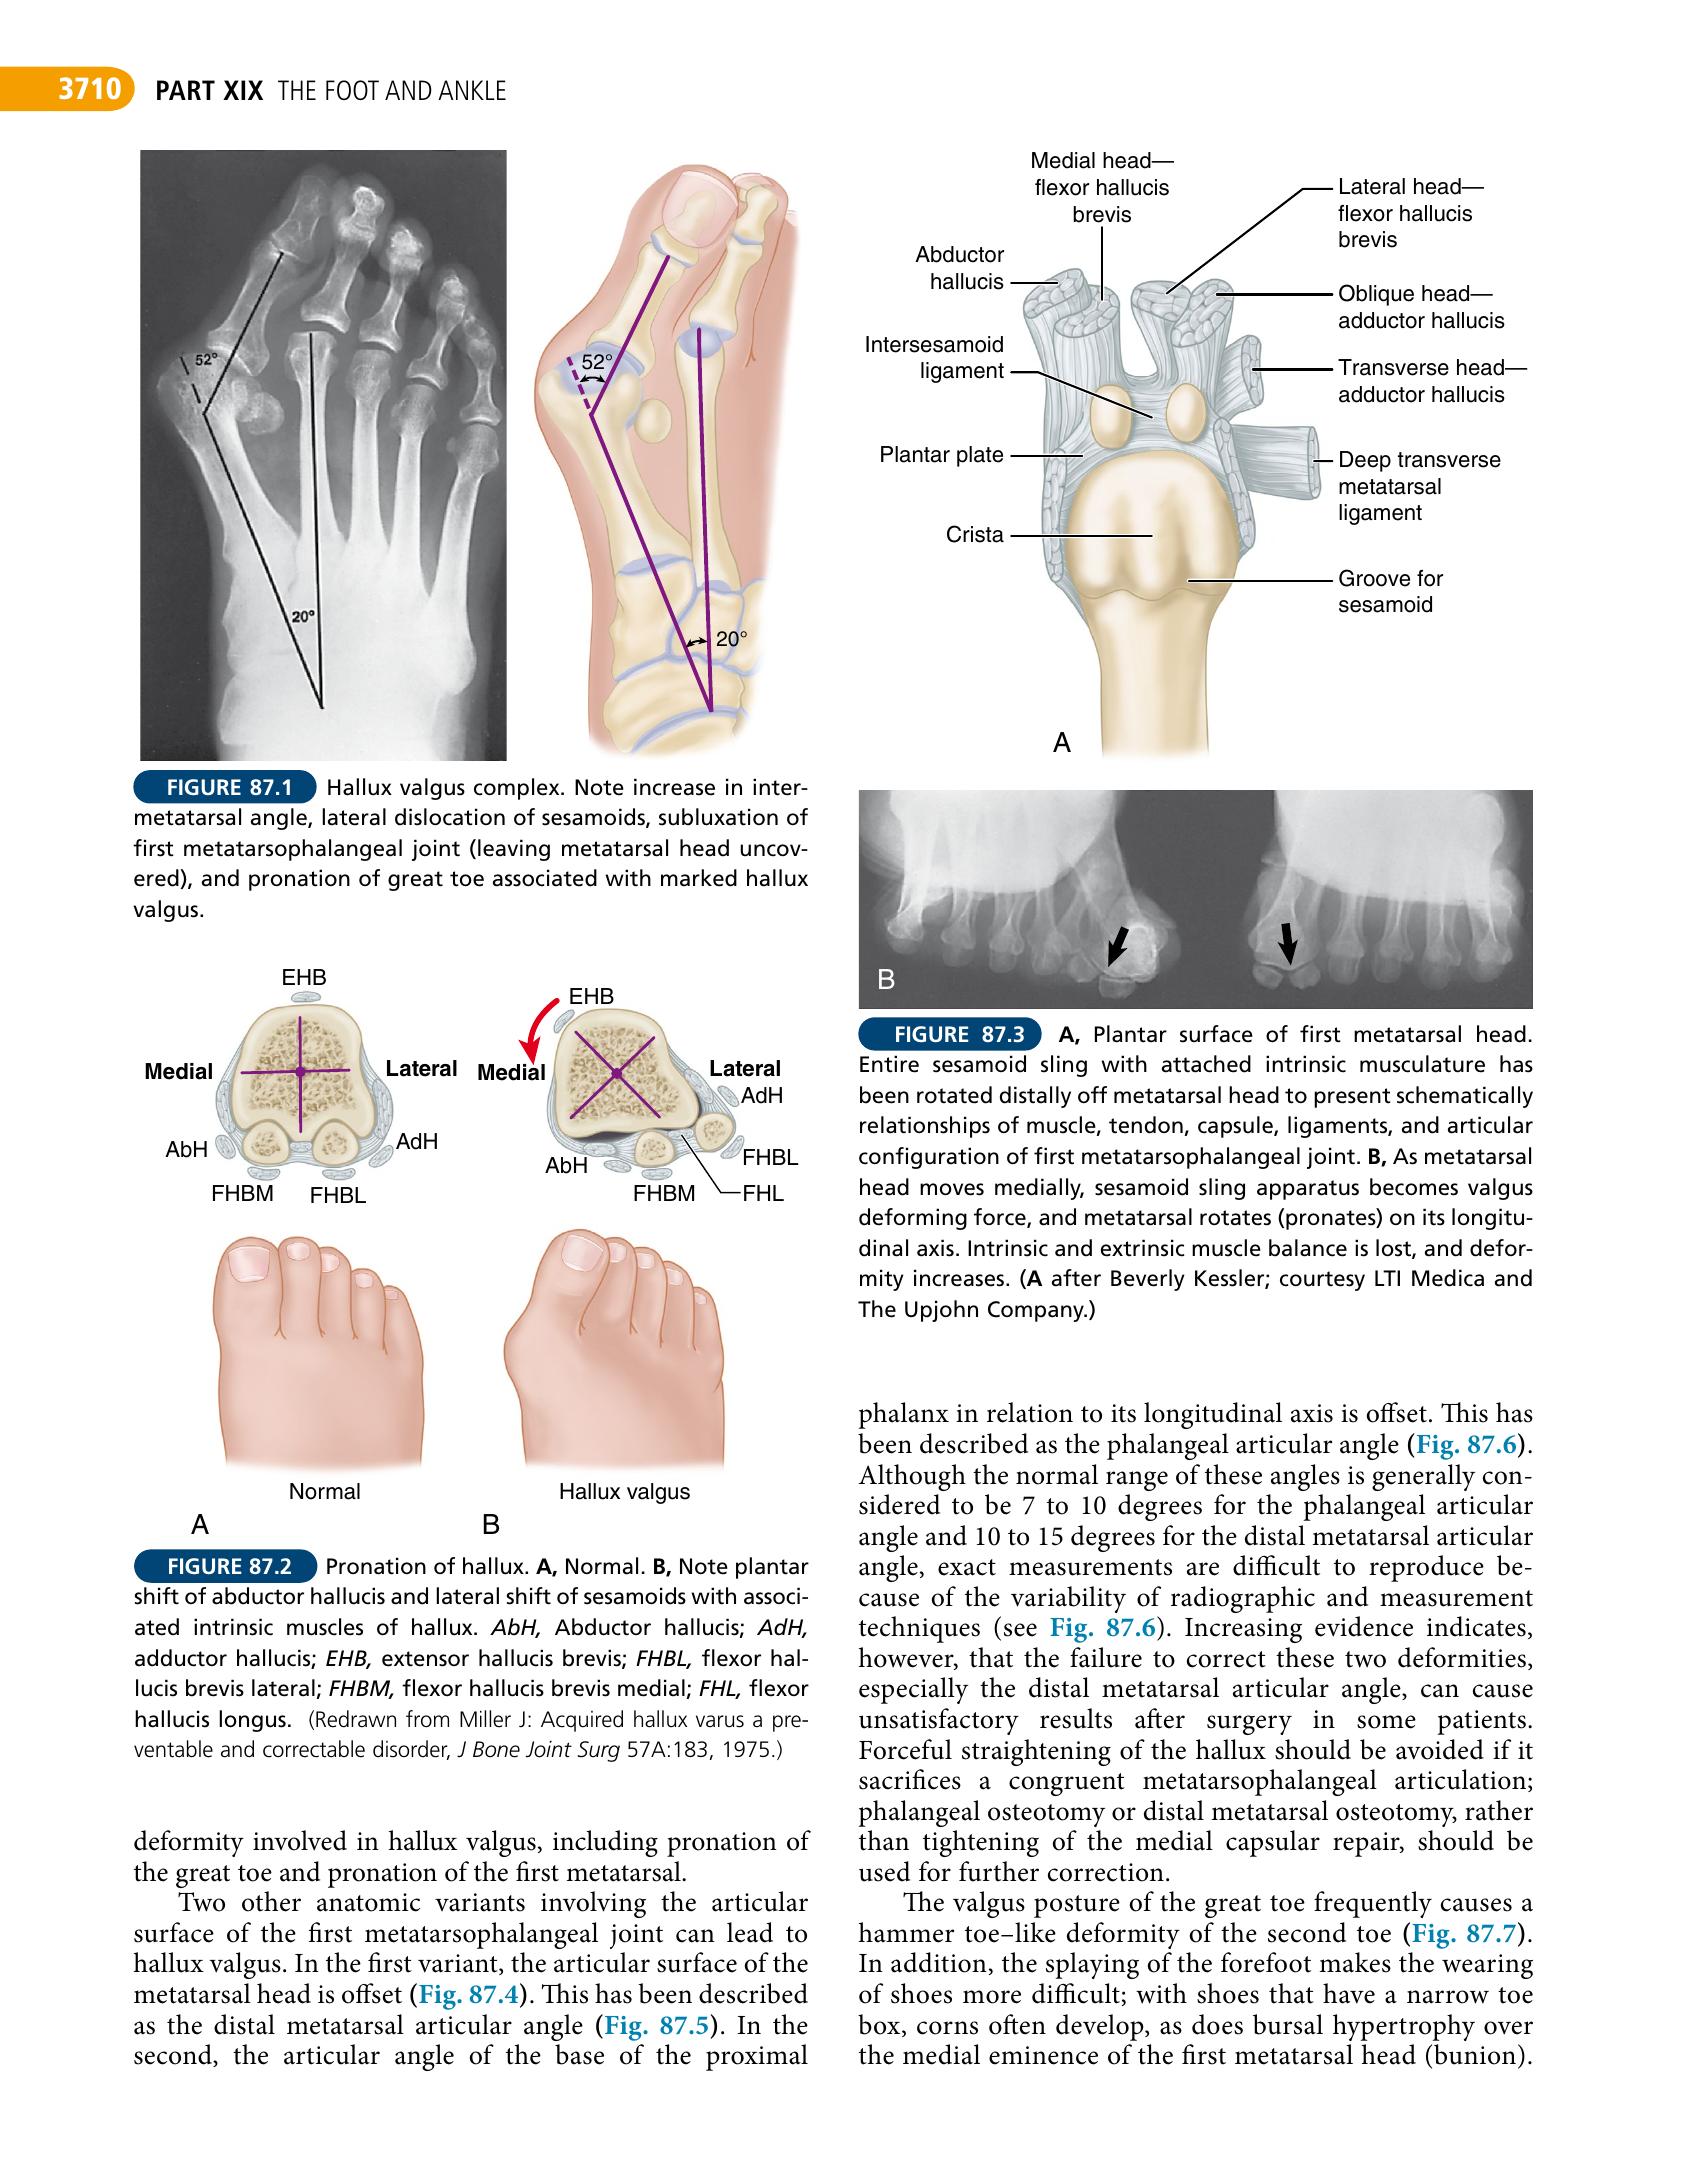 3710 PART XIX THE FOOT AND ANKLE
52°
20°
52°
20°
FIGURE 87.1 Hallux valgus complex. Note increase in inter-
metatarsal angle, lateral dislocation of sesamoids, subluxation of
first metatarsophalangeal joint (leaving metatarsal head uncov-
ered), and pronation of great toe associated with marked hallux
valgus.
EHB
Medial
Lateral
AbH
AdH
FHBM
FHBL
EHB
Medial
Lateral
AdH
AbH
FHBL
FHBM
FHL
Normal
Hallux valgus
A
B
FIGURE 87.2 Pronation of hallux. A, Normal. B, Note plantar
shift of abductor hallucis and lateral shift of sesamoids with associ-
ated intrinsic muscles of hallux. AbH, Abductor hallucis; AdH,
adductor hallucis; EHB, extensor hallucis brevis; FHBL, flexor hal-
lucis brevis lateral; FHBM, flexor hallucis brevis medial; FHL, flexor
hallucis longus. (Redrawn from Miller J: Acquired hallux varus a pre-
ventable and correctable disorder, J Bone Joint Surg 57A:183, 1975.)
deformity involved in hallux valgus, including pronation of
the great toe and pronation of the first metatarsal.
Two other anatomic variants involving the articular
surface of the first metatarsophalangeal joint can lead to
hallux valgus. In the first variant, the articular surface of the
metatarsal head is offset (Fig. 87.4). This has been described
as the distal metatarsal articular angle (Fig. 87.5). In the
second, the articular angle of the base of the proximal
Medial head—
flexor hallucis
brevis
Lateral head—
flexor hallucis
brevis
Abductor
hallucis
Oblique head—
adductor hallucis
Intersesamoid
ligament
Transverse head—
adductor hallucis
Plantar plate
Deep transverse
metatarsal
ligament
Crista
Groove for
sesamoid
A
B
FIGURE 87.3 A, Plantar surface of first metatarsal head.
Entire sesamoid sling with attached intrinsic musculature has
been rotated distally off metatarsal head to present schematically
relationships of muscle, tendon, capsule, ligaments, and articular
configuration of first metatarsophalangeal joint. B, As metatarsal
head moves medially, sesamoid sling apparatus becomes valgus
deforming force, and metatarsal rotates (pronates) on its longitu-
dinal axis. Intrinsic and extrinsic muscle balance is lost, and defor-
mity increases. (A after Beverly Kessler; courtesy LTI Medica and
The Upjohn Company.)
phalanx in relation to its longitudinal axis is offset. This has
been described as the phalangeal articular angle (Fig. 87.6).
Although the normal range of these angles is generally con-
sidered to be 7 to 10 degrees for the phalangeal articular
angle and 10 to 15 degrees for the distal metatarsal articular
angle, exact measurements are difficult to reproduce be-
cause of the variability of radiographic and measurement
techniques (see Fig. 87.6). Increasing evidence indicates,
however, that the failure to correct these two deformities,
especially the distal metatarsal articular angle, can cause
unsatisfactory results after surgery in some patients.
Forceful straightening of the hallux should be avoided if it
sacrifices a congruent metatarsophalangeal articulation;
phalangeal osteotomy or distal metatarsal osteotomy, rather
than tightening of the medial capsular repair, should be
used for further correction.
The valgus posture of the great toe frequently causes a
hammer toe–like deformity of the second toe (Fig. 87.7).
In addition, the splaying of the forefoot makes the wearing
of shoes more difficult; with shoes that have a narrow toe
box, corns often develop, as does bursal hypertrophy over
the medial eminence of the first metatarsal head (bunion).